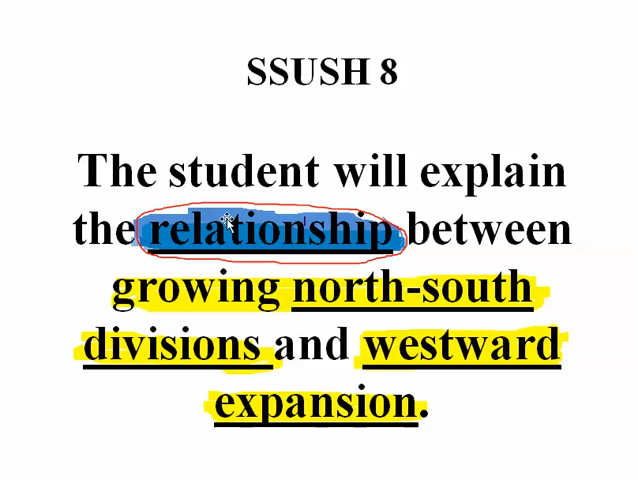 SSUSH 8
The student will explain
the relationship between
growing north-south
divisions and westward
expansion.